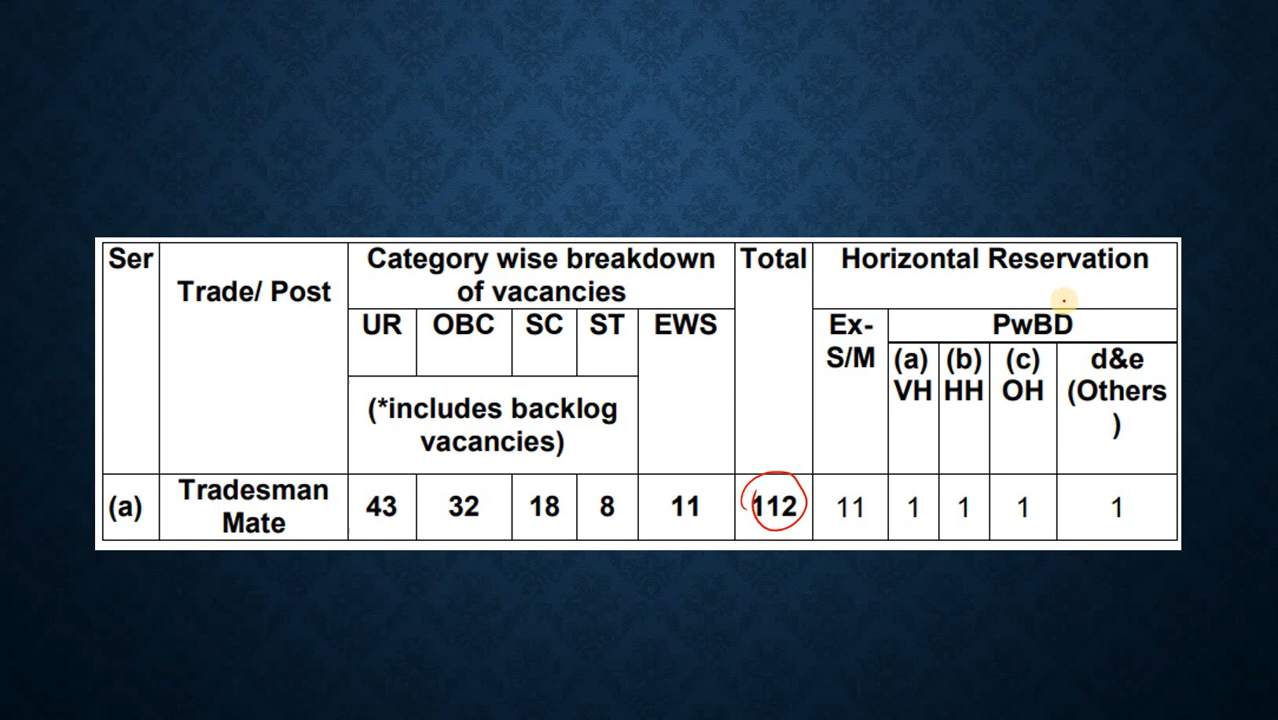 Ser
Trade/ Post
Category wise breakdown
of vacancies
Total
Horizontal Reservation
UR OBC SC ST EWS
Ex-
S/M
PwBD
(a)
VH
(b)
HH
(c)
OH
d&e
(Others
)
(*includes backlog
vacancies)
(a)
Tradesman
Mate
43 32 18 8 11 112 11 1 1 1 1